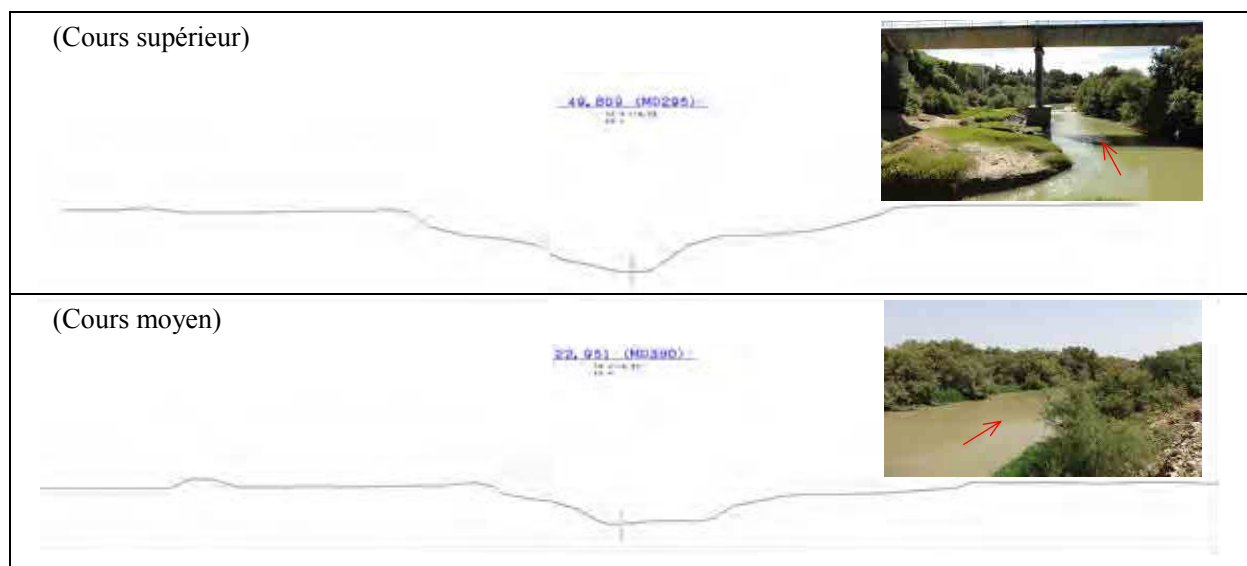 (Cours supérieur)
49.809 (MD295)
(Cours moyen)
22.951 (MD390)